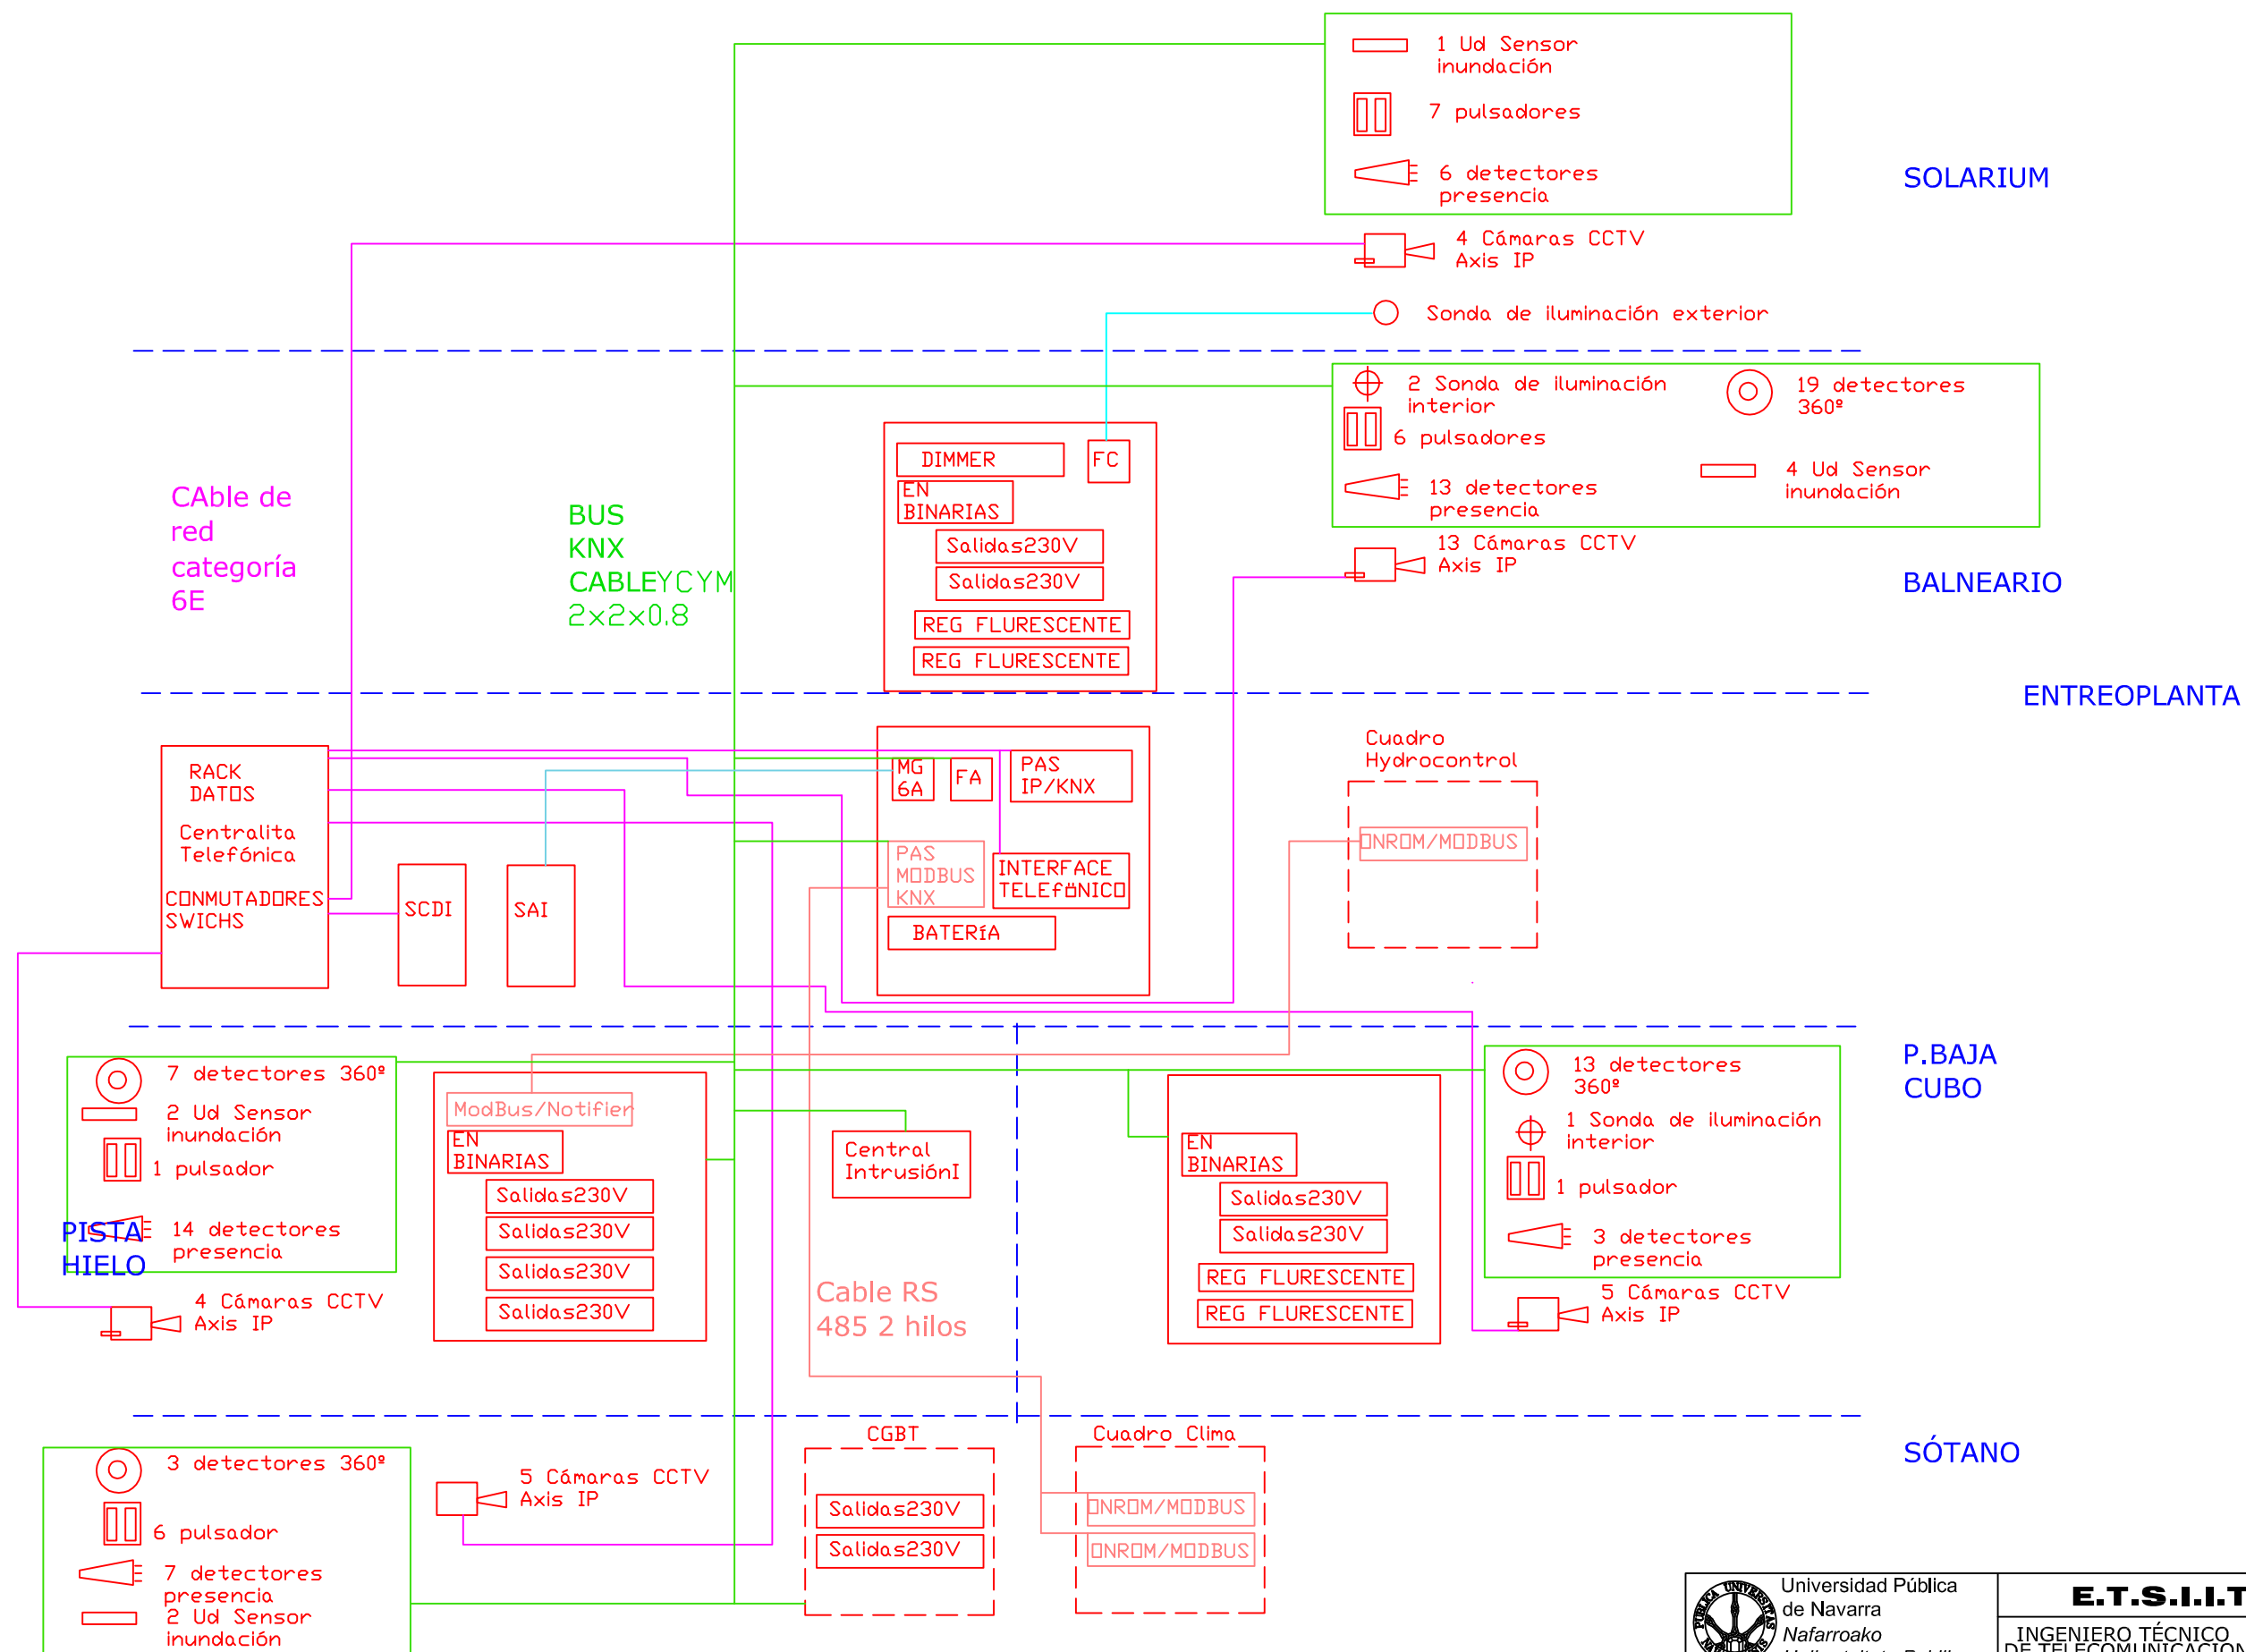 1 Ud Sensor
inundación
7 pulsadores
6 detectores
presencia
SOLARIUM
4 Cámaras CCTV
Axis IP
Sonda de iluminación exterior
2 Sonda de iluminación
interior
19 detectores
360º
6 pulsadores
13 detectores
presencia
4 Ud Sensor
inundación
13 Cámaras CCTV
Axis IP
BALNEARIO
CAble de
red
categoría
6E
BUS
KNX
CABLEYCYM
2x2x0.8
DIMMER
FC
EN
BINARIAS
Salidas230V
Salidas230V
REG FLURESCENTE
REG FLURESCENTE
ENTREOPLANTA
RACK
DATOS
Centralita
Telefónica
CONMUTADORES
SWICHS
SCDI
SAI
MG
6A
FA
PAS
IP/KNX
PAS
MODBUS
KNX
INTERFACE
TELEFóNICO
BATERíA
Cuadro
Hydrocontrol
ONROM/MODBUS
P.BAJA
CUBO
7 detectores 360º
2 Ud Sensor
inundación
1 pulsador
14 detectores
presencia
PISTA
HIELO
4 Cámaras CCTV
Axis IP
ModBus/Notifier
EN
BINARIAS
Salidas230V
Salidas230V
Salidas230V
Salidas230V
Central
IntrusiónI
Cable RS
485 2 hilos
EN
BINARIAS
Salidas230V
Salidas230V
REG FLURESCENTE
REG FLURESCENTE
13 detectores
360º
1 Sonda de iluminación
interior
1 pulsador
3 detectores
presencia
5 Cámaras CCTV
Axis IP
SÓTANO
3 detectores 360º
6 pulsador
7 detectores
presencia
2 Ud Sensor
inundación
5 Cámaras CCTV
Axis IP
CGBT
Salidas230V
Salidas230V
Cuadro Clima
ONROM/MODBUS
ONROM/MODBUS
Universidad Pública
de Navarra
Nafarroako
E.T.S.I.I.T
INGENIERO TÉCNICO
DE TELECOMUNICACION